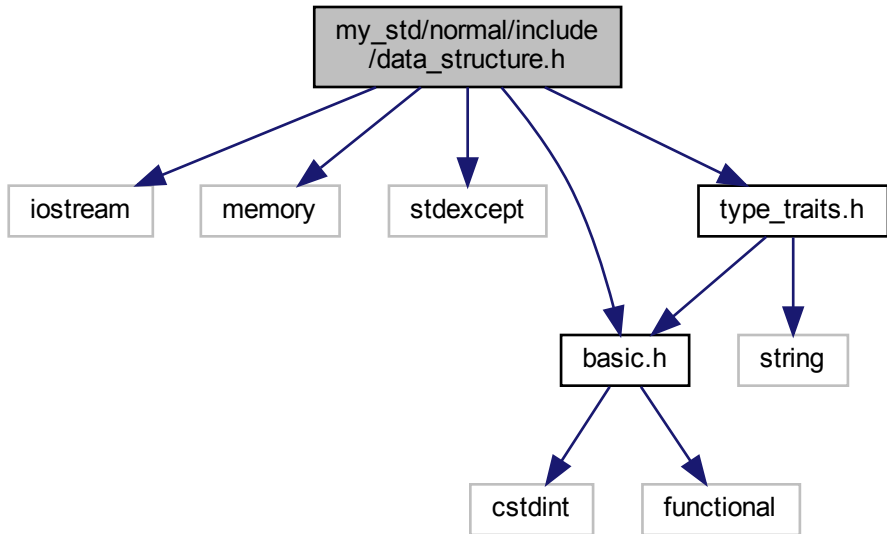 my_std/normal/include
/data_structure.h
iostream
memory
stdexcept
type_traits.h
basic.h
string
cstdint
functional